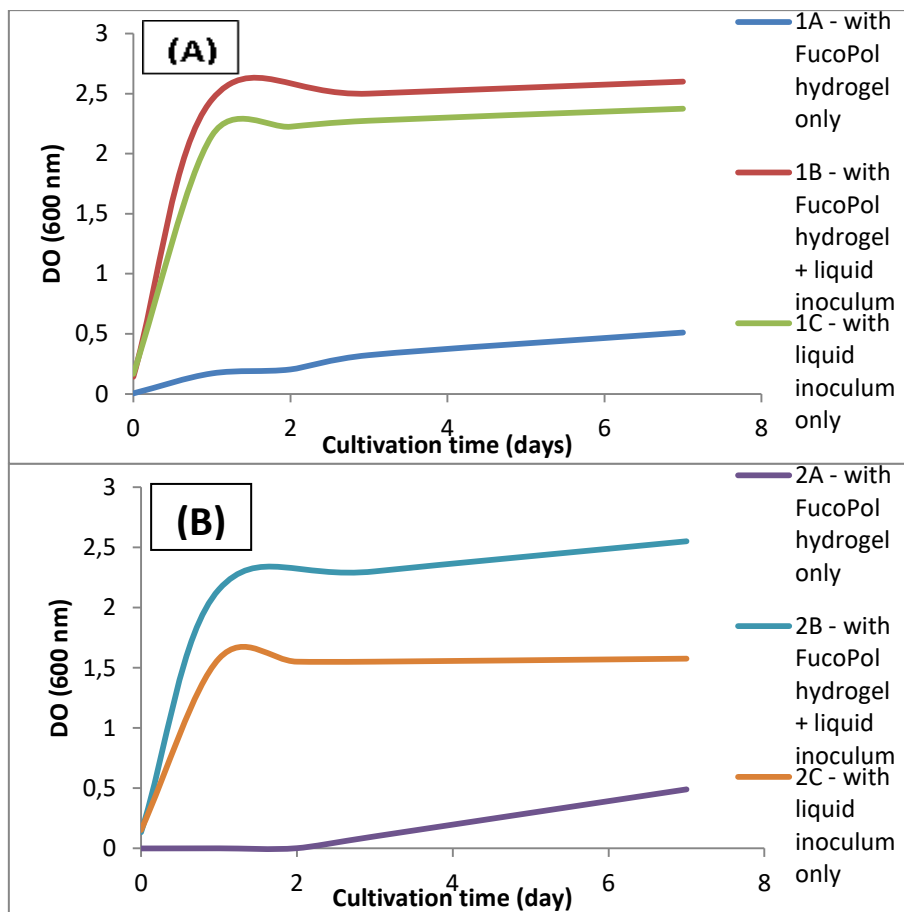 (A)
DO (600 nm)
3
2,5
2
1,5
1
0,5
0
0 2 4 6 8
Cultivation time (days)
1A - with
FucoPol
hydrogel
only
1B - with
FucoPol
hydrogel
+ liquid
inoculum
1C - with
liquid
inoculum
only
(B)
DO (600 nm)
3
2,5
2
1,5
1
0,5
0
0 2 4 6 8
Cultivation time (day)
2A - with
FucoPol
hydrogel
only
2B - with
FucoPol
hydrogel
+ liquid
inoculum
2C - with
liquid
inoculum
only